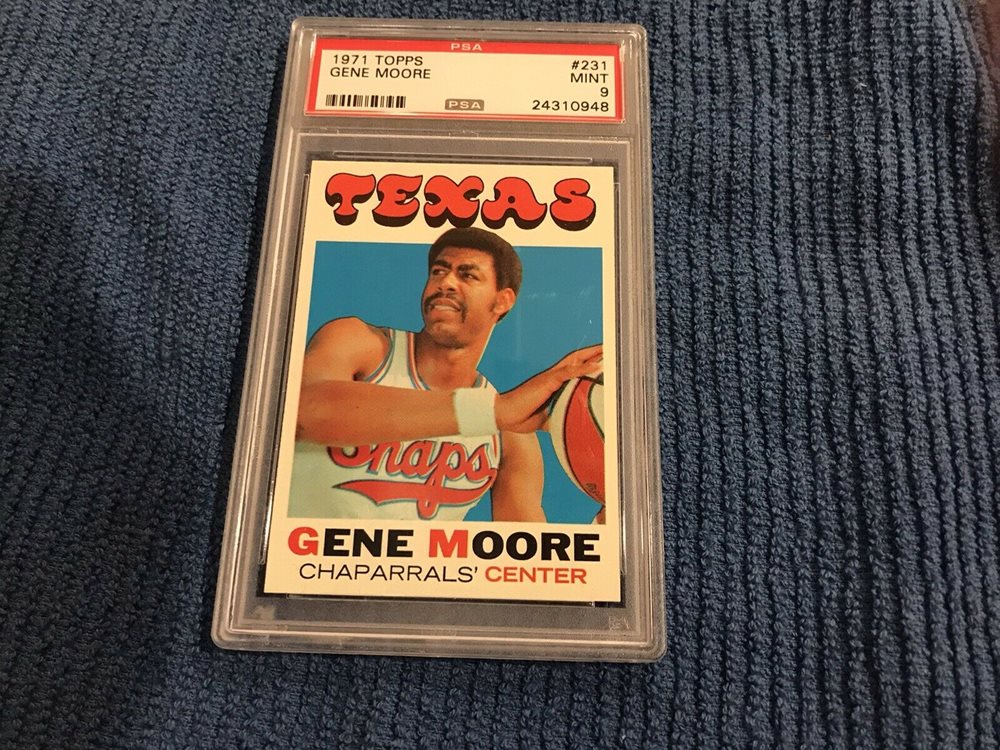 PSA
1971 TOPPS #231
GENE MOORE MINT
9
PSA 24310948
TEXAS
Chaps
GENE MOORE
CHAPARRALS' CENTER